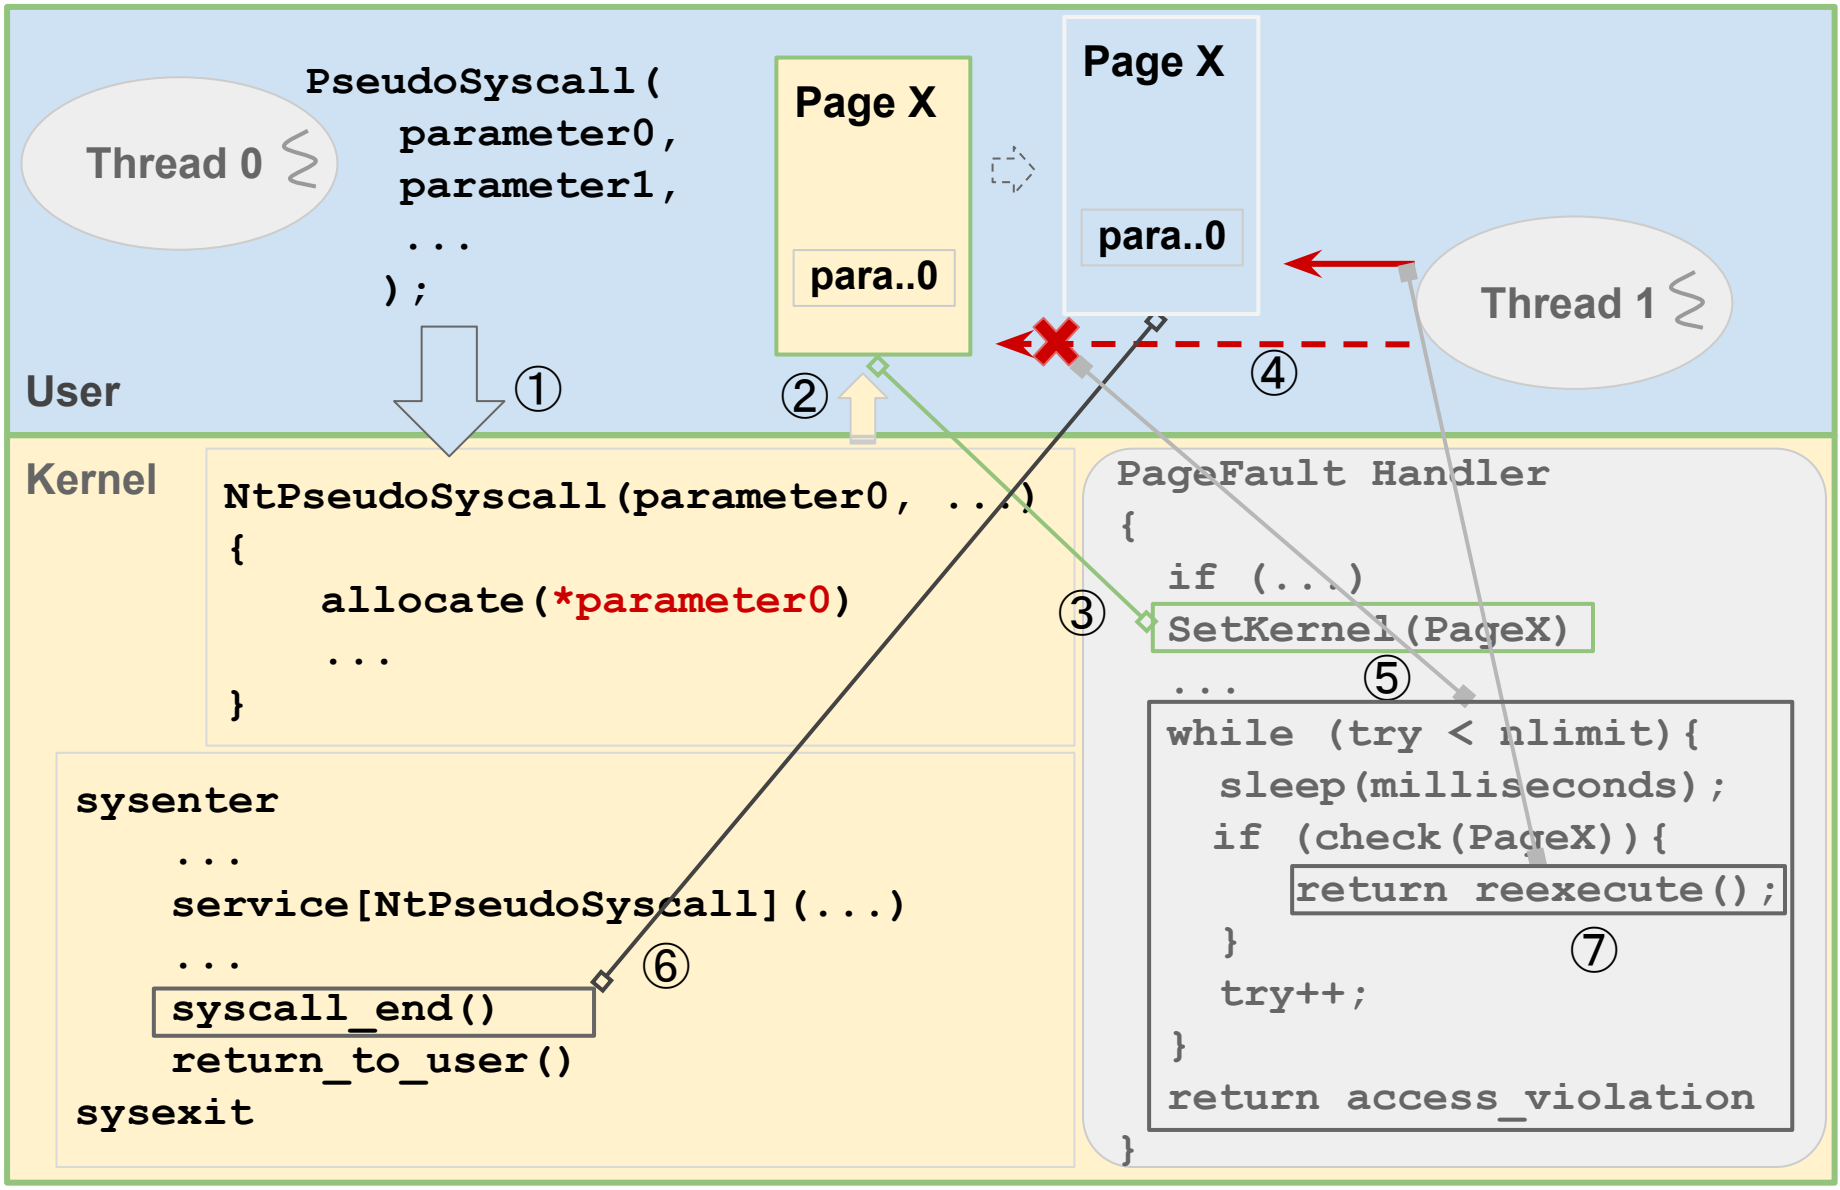 Thread 0
PseudoSyscall(
parameter0,
parameter1,
...
);
Page X
para..0
Page X
para..0
Thread 1
User
①
②
④
Kernel
NtPseudoSyscall(parameter0, ...)
{
allocate(*parameter0)
...
}
sysenter
...
service[NtPseudoSyscall](...)
...
syscall_end()
return_to_user()
sysexit
⑥
③
PageFault Handler
{
if (...)
SetKernel(PageX)
⑤
...
while (try < nlimit){
sleep(milliseconds);
if (check(PageX)){
return reexecute();
⑦
}
try++;
}
return access_violation
}